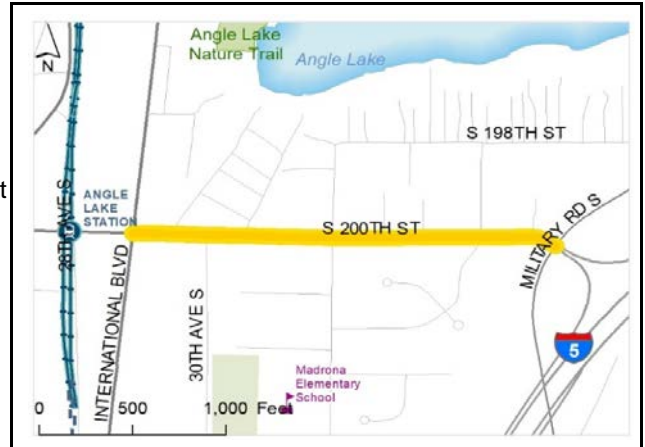 t
Angle Lake
Nature Trail
Angle Lake
N
S 198TH ST
ANGLE
LAKE
STATION
28TH AVE S
S 200TH ST
MILITARY RD S
INTERNATIONAL BLVD
30TH AVE S
5
Madrona
Elementary
School
0 500 1,000 Feet